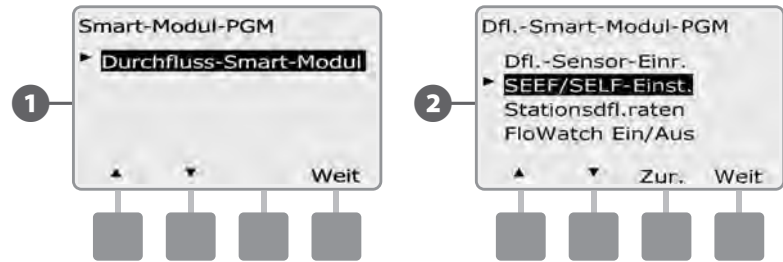 1
Smart-Modul-PGM
Durchfluss-Smart-Modul
Weit
2
Dfl.-Smart-Modul-PGM
Dfl.-Sensor-Einr.
SEEF/SELF-Einst.
Stationsdfl.raten
FloWatch Ein/Aus
Zur. Weit